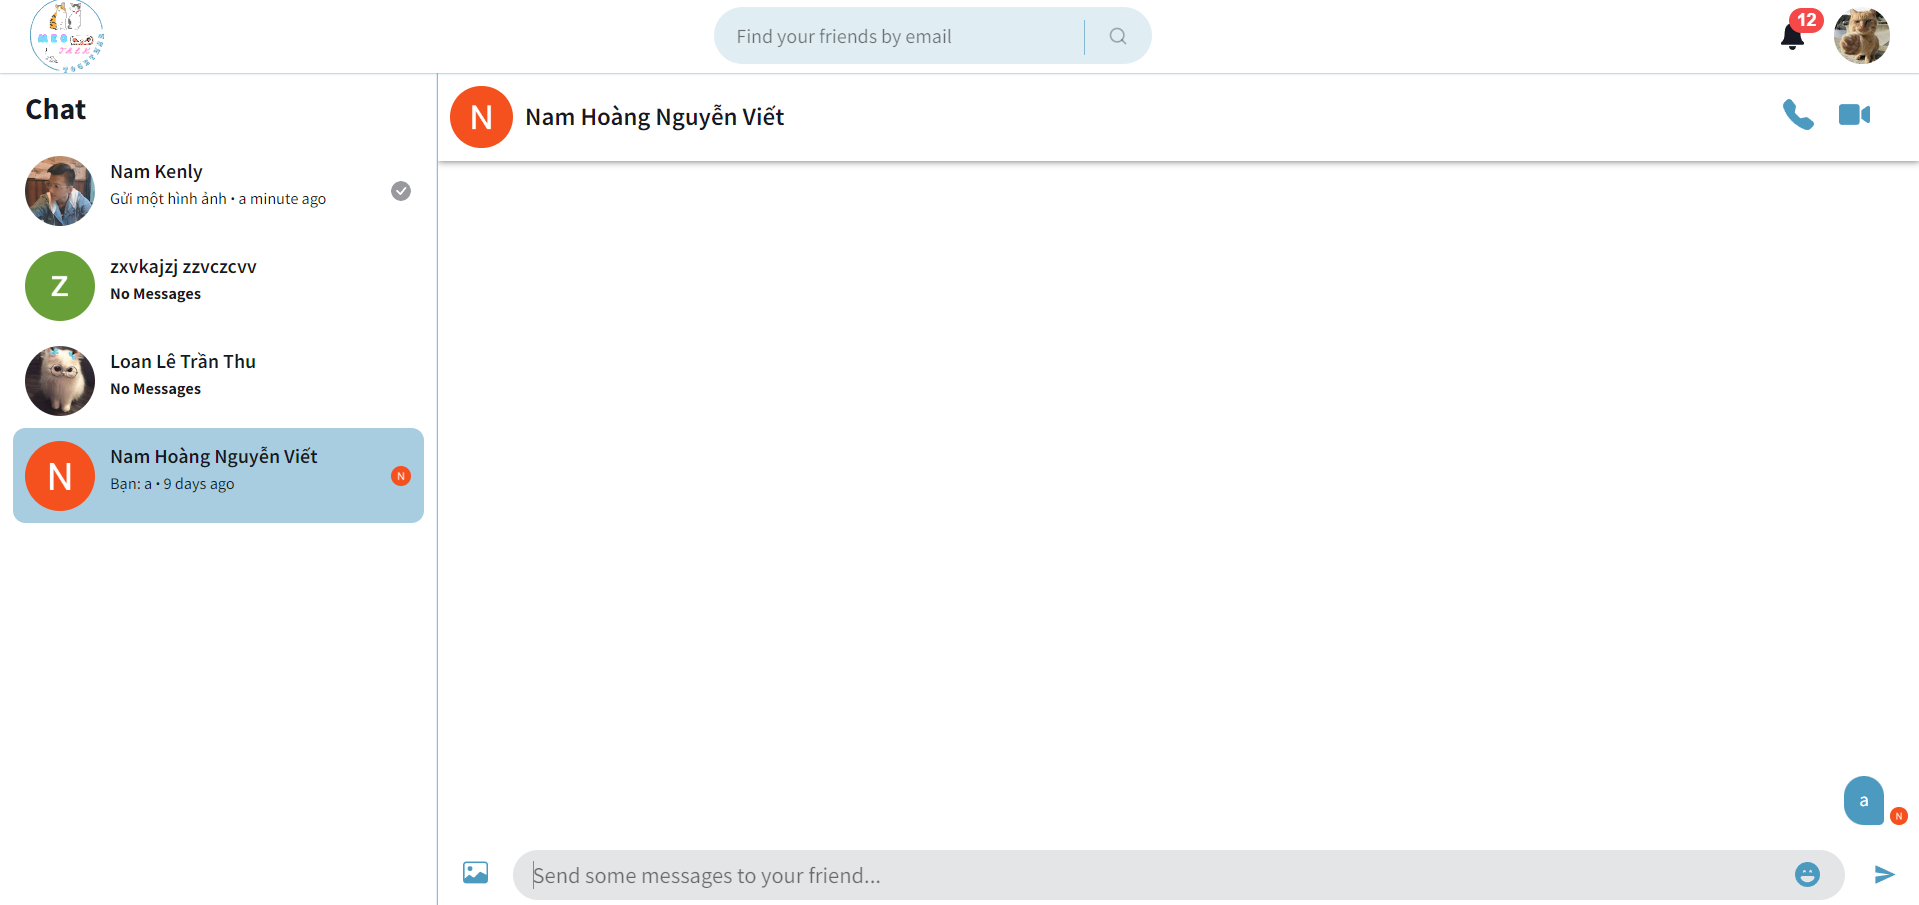 MEO
TALK
TOGETHER
Find your friends by email
12
Chat
Nam Kenly
Gửi một hình ảnh • a minute ago
Z
zxvkajzj zzvczcvv
No Messages
Loan Lê Trần Thu
No Messages
N
Nam Hoàng Nguyễn Viết
Bạn: a • 9 days ago
N
N
Nam Hoàng Nguyễn Viết
a
N
Send some messages to your friend...